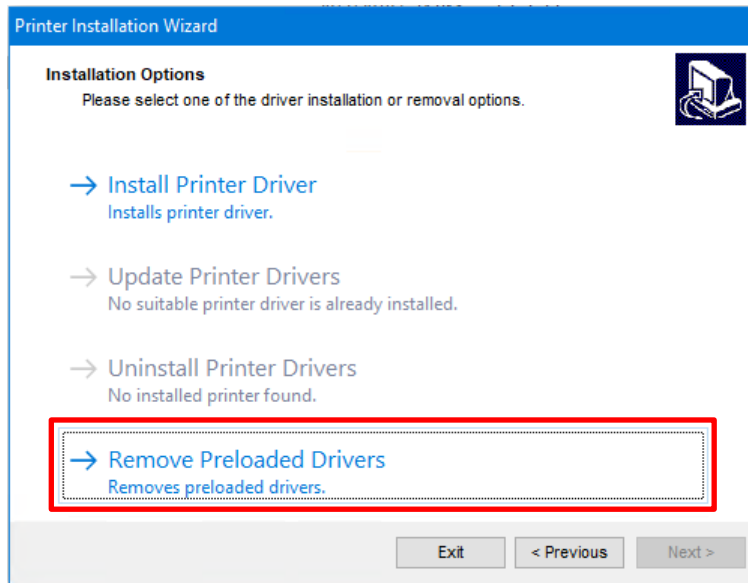 Printer Installation Wizard
Installation Options
Please select one of the driver installation or removal options.
Install Printer Driver
Installs printer driver.
Update Printer Drivers
No suitable printer driver is already installed.
Uninstall Printer Drivers
No installed printer found.
Remove Preloaded Drivers
Removes preloaded drivers.
Exit
< Previous
Next >